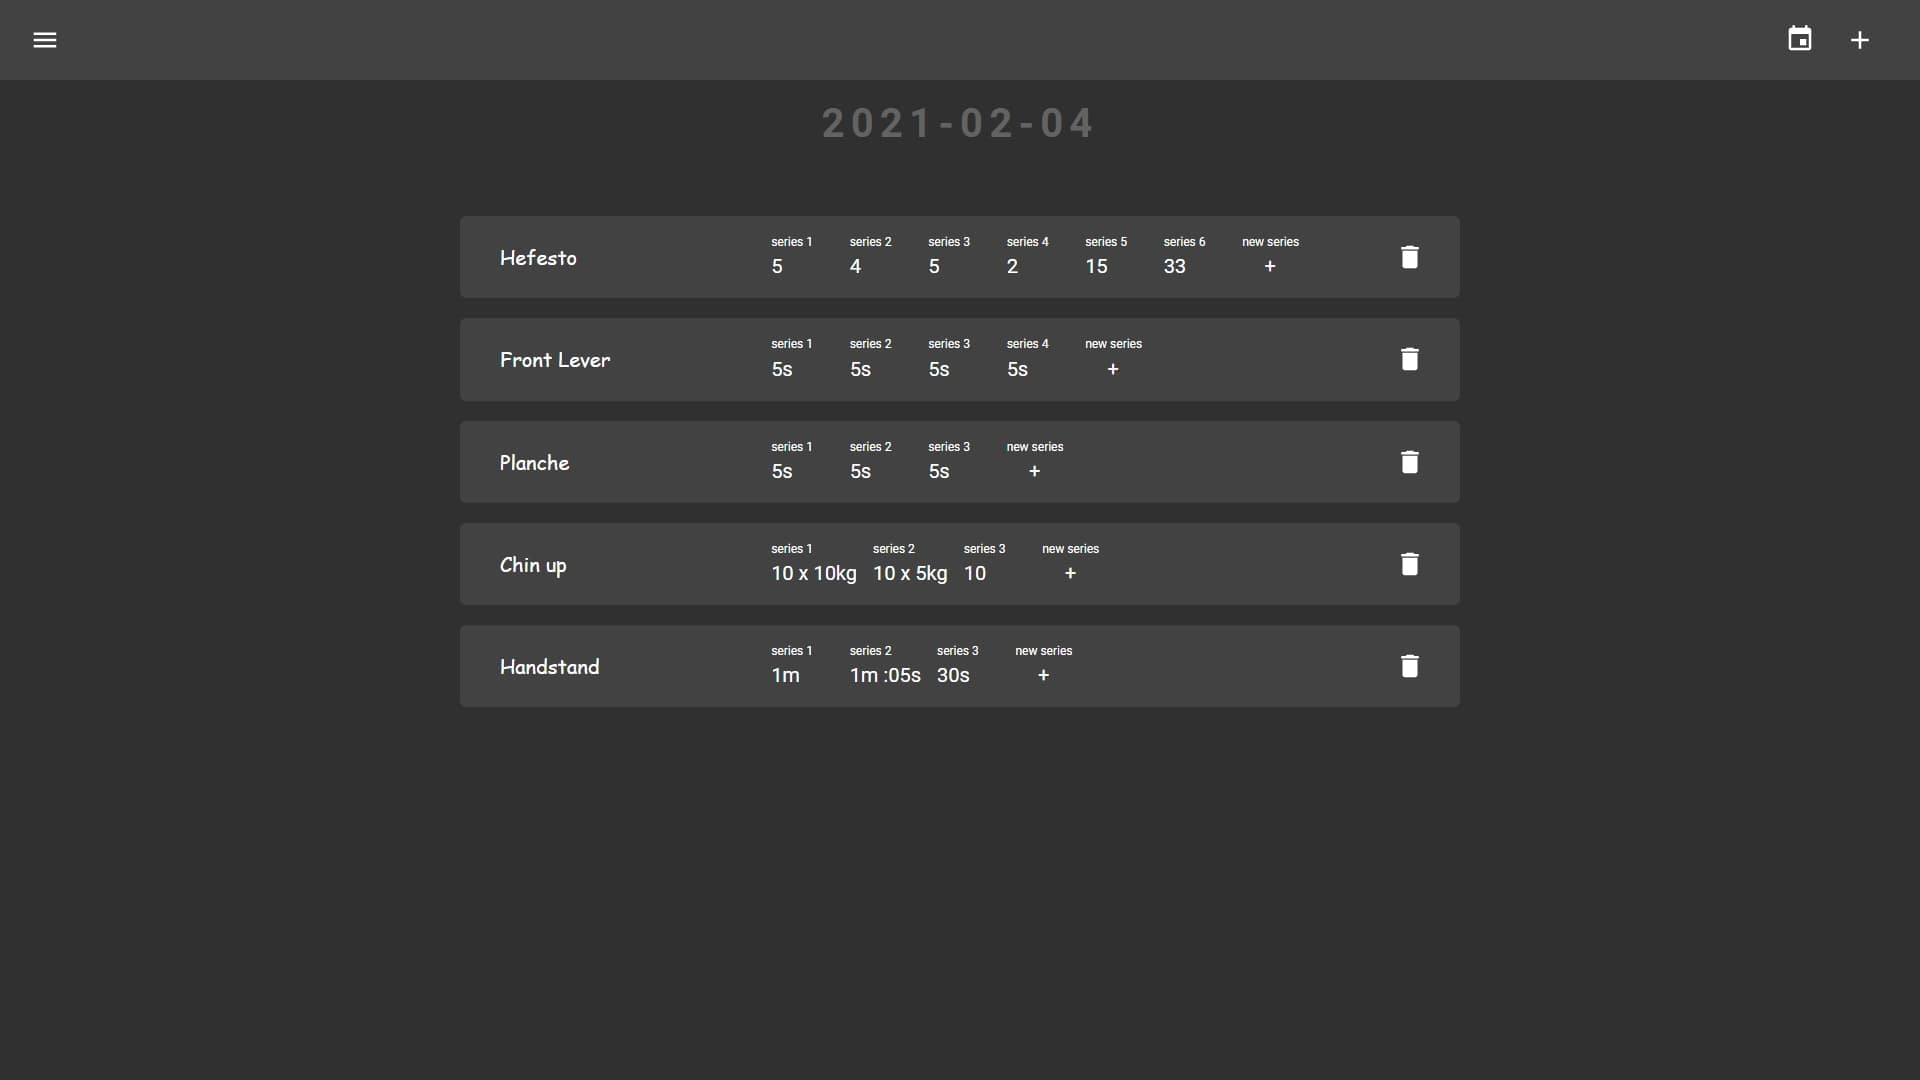 2021-02-04
series 1 series 2 series 3 series 4 series 5 series 6 new series
Hefesto
5 4 5 2 15 33 +
series 1 series 2 series 3 series 4 new series
Front Lever
5s 5s 5s 5s +
series 1 series 2 series 3 new series
Planche
5s 5s 5s +
series 1 series 2 series 3 new series
Chin up
10 x 10kg 10 x 5kg 10 +
series 1 series 2 series 3 new series
Handstand
1m 1m :05s 30s +